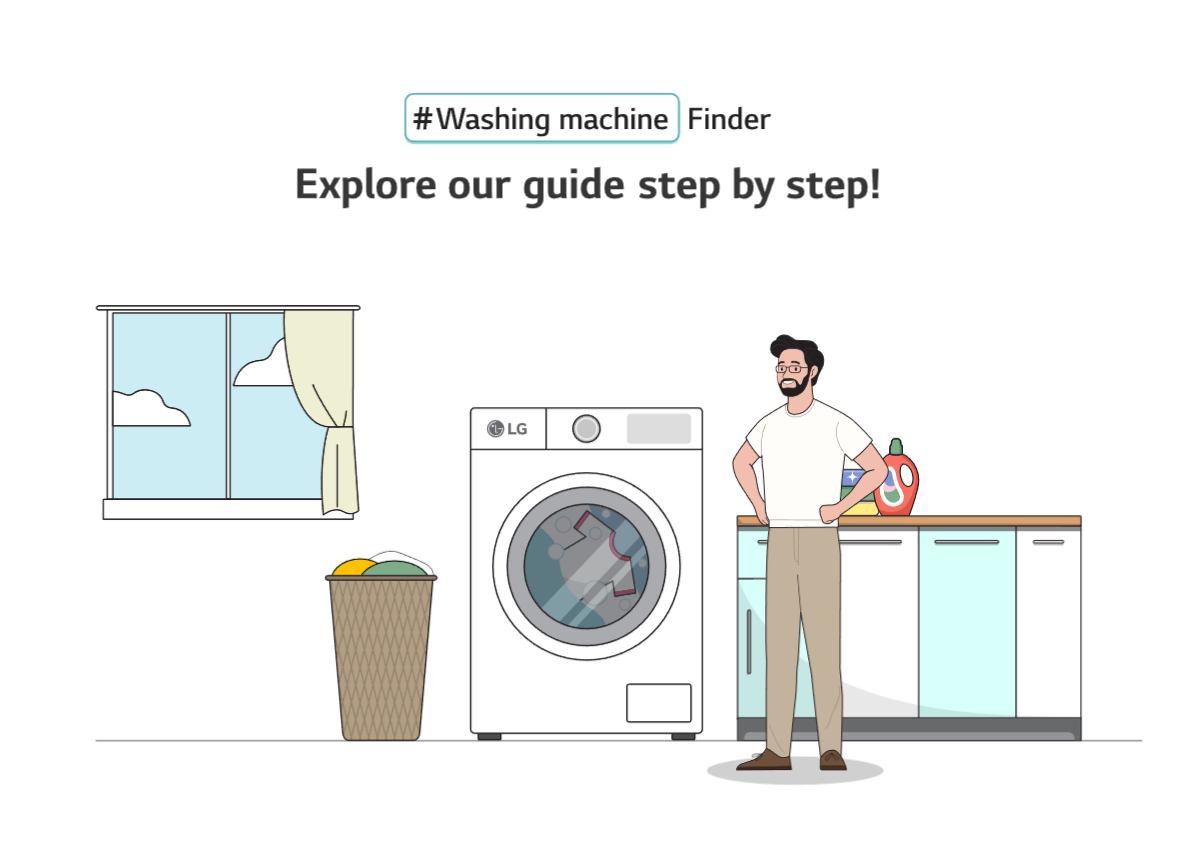 #Washing machine Finder
Explore our guide step by step!
LG